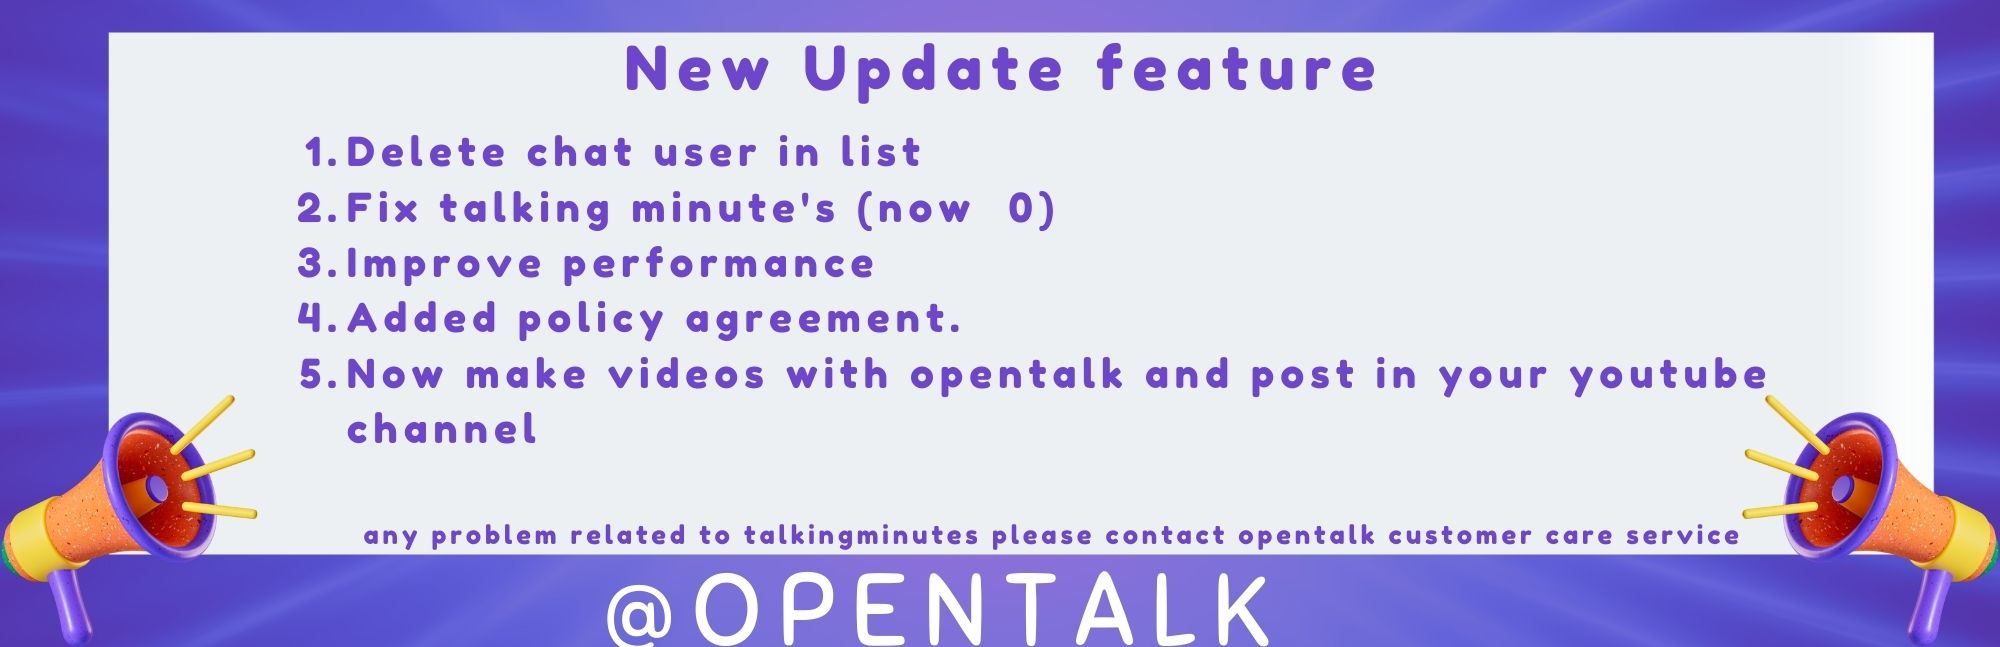 New Update feature
1. Delete chat user in list
2. Fix talking minute's (now 0)
3. Improve performance
4. Added policy agreement.
5. Now make videos with opentalk and post in your youtube
channel
any problem related to talkingminutes please contact opentalk customer care service
@OPENTALK